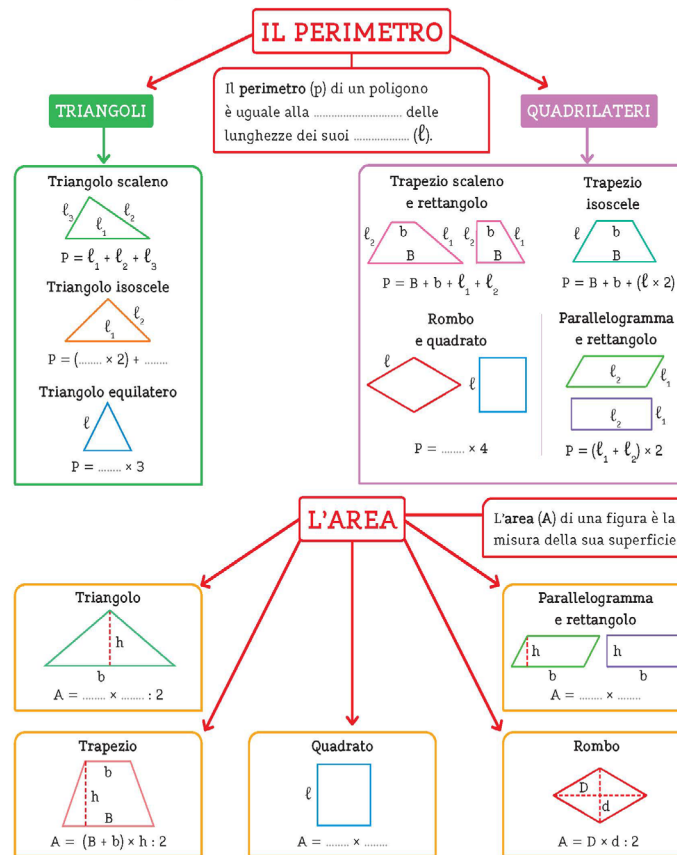 IL PERIMETRO
Il perimetro (p) di un poligono
è uguale alla ........................... delle
lunghezze dei suoi ................. (ℓ).
TRIANGOLI
QUADRILATERI
Triangolo scaleno
ℓ3 ℓ1 ℓ2
P = ℓ1 + ℓ2 + ℓ3
Triangolo isoscele
ℓ1 ℓ2
P = (........ × 2) + ........
Triangolo equilatero
ℓ
P = ........ × 3
Trapezio scaleno
e rettangolo
ℓ2 b B ℓ1 ℓ2 b B ℓ1
P = B + b + ℓ1 + ℓ2
Trapezio
isoscele
ℓ b B
P = B + b + (ℓ × 2)
Rombo
e quadrato
ℓ ℓ
P = ........ × 4
Parallelogramma
e rettangolo
ℓ2 ℓ1
ℓ2 ℓ1
P = (ℓ1 + ℓ2) × 2
L'AREA
L'area (A) di una figura è la
misura della sua superficie
Triangolo
h
b
A = ........ × ........ : 2
Parallelogramma
e rettangolo
h h
b b
A = ........ × ........
Trapezio
b
h
B
A = (B + b) × h : 2
Quadrato
ℓ
A = ........ × ........
Rombo
D
d
A = D × d : 2